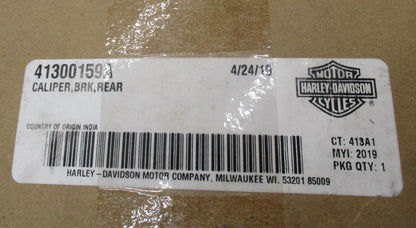 41300159A 4/24/19
CALIPER,BRK,REAR
MOTOR
HARLEY-DAVIDSON
CYCLES
®
COUNTRY OF ORIGIN INDIA
CT: 413A1
MYI: 2019
PKG QTY: 1
HARLEY-DAVIDSON MOTOR COMPANY, MILWAUKEE WI. 53201 85009